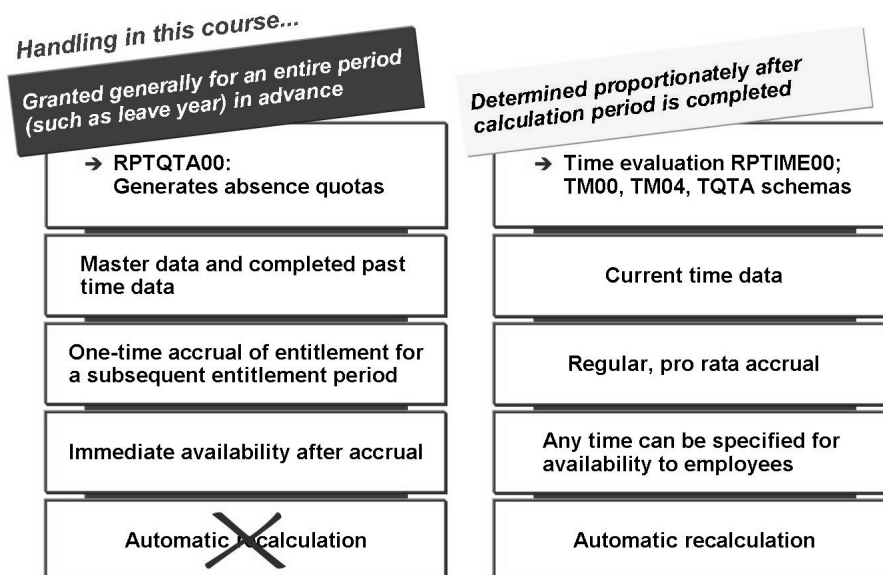 Handling in this course...
Granted generally for an entire period
(such as leave year) in advance
➔ RPTQTA00:
Generates absence quotas
Master data and completed past
time data
One-time accrual of entitlement for
a subsequent entitlement period
Immediate availability after accrual
Automatic recalculation
Determined proportionately after
calculation period is completed
➔ Time evaluation RPTIME00;
TM00, TM04, TQTA schemas
Current time data
Regular, pro rata accrual
Any time can be specified for
availability to employees
Automatic recalculation